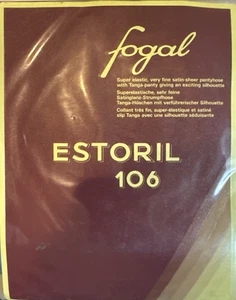 fogal
Super elastic, very fine satin-sheer pantyhose
with Tanga-panty giving an exciting silhouette
Superelastische, sehr feine
Satinglanz-Strumpfhose
Tanga-Höschen mit verführerischer Silhouette
Collant très fin, super-élastique et satiné
slip Tanga avec une silhouette séduisante
ESTORIL
106